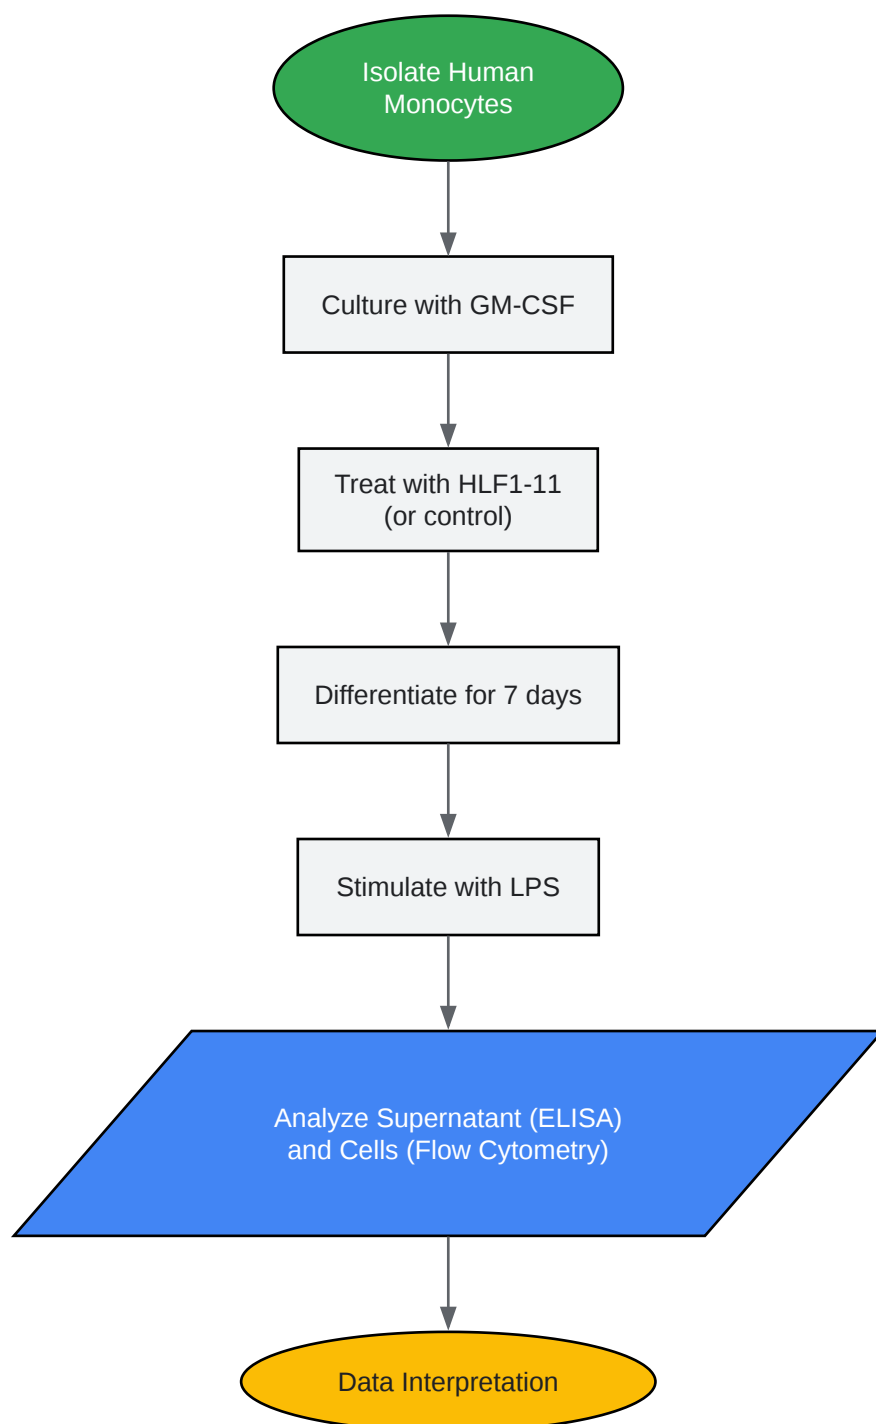 Isolate Human
Monocytes
Culture with GM-CSF
Treat with HLF1-11
(or control)
Differentiate for 7 days
Stimulate with LPS
Analyze Supernatant (ELISA)
and Cells (Flow Cytometry)
Data Interpretation